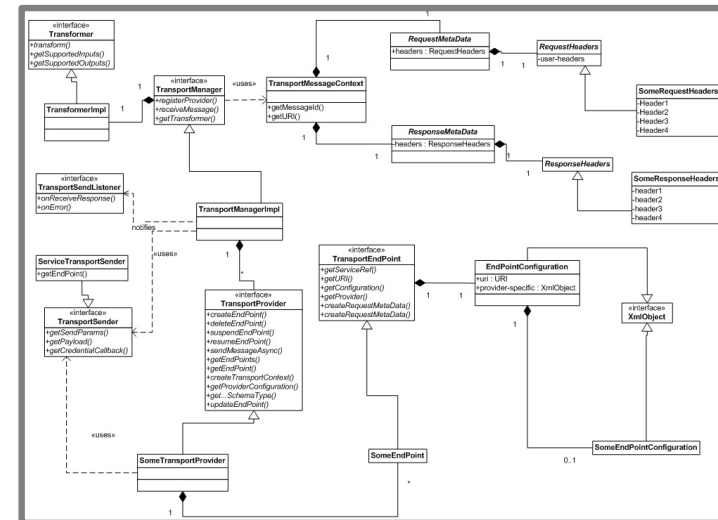 «interface»
Transformer
+transform()
+getSupportedInputs()
+getSupportedOutputs()
TransformerImpl
1
1
«interface»
TransportManager
+registerProvider()
+receiveMessage()
+getTransformer()
«uses»
TransportMessageContext
+getMessageId()
+getURI()
1
1
1
1
RequestMetaData
+headers : RequestHeaders
1
1
RequestHeaders
-user-headers
SomeRequestHeaders
-Header1
-Header2
-Header3
-Header4
ResponseMetaData
-headers : ResponseHeaders
1
1
ResponseHeaders
SomeResponseHeaders
-header1
-header2
-header3
-header4
«interface»
TransportSendListener
+onReceiveResponse()
+onError()
notifies
TransportManagerImpl
1
*
«uses»
ServiceTransportSender
+getEndPoint()
«interface»
TransportSender
+getSendParams()
+getPayload()
+getCredentialCallback()
«interface»
TransportProvider
+createEndPoint()
+deleteEndPoint()
+suspendEndPoint()
+resumeEndPoint()
+sendMessageAsync()
+getEndPoints()
+getEndPoint()
+createTransportContext()
+getProviderConfiguration()
+get...SchemaType()
+updateEndPoint()
«interface»
TransportEndPoint
+getServiceRef()
+getURI()
+getConfiguration()
+getProvider()
+createRequestMetaData()
+createRequestMetaData()
1
1
EndPointConfiguration
+uri : URI
+provider-specific : XmlObject
1
«interface»
XmlObject
«uses»
SomeTransportProvider
1
SomeEndPoint
*
SomeEndPointConfiguration
0..1